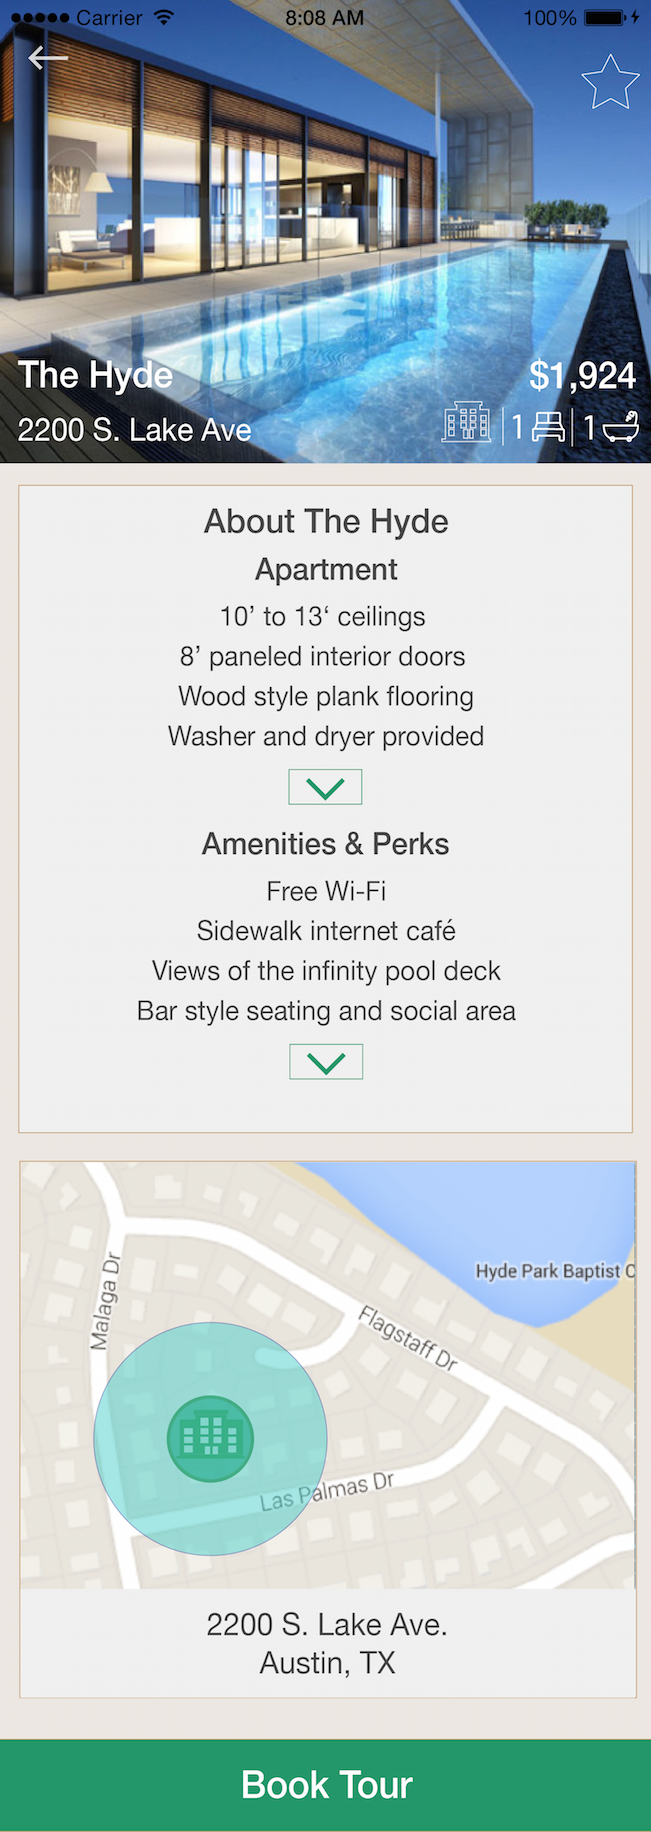 Carrier 8:08 AM 100%
The Hyde $1,924
2200 S. Lake Ave 1 1
About The Hyde
Apartment
10’ to 13‘ ceilings
8’ paneled interior doors
Wood style plank flooring
Washer and dryer provided
Amenities & Perks
Free Wi-Fi
Sidewalk internet café
Views of the infinity pool deck
Bar style seating and social area
Hyde Park Baptist C
Malaga Dr
Flagstaff Dr
Las Palmas Dr
2200 S. Lake Ave.
Austin, TX
Book Tour